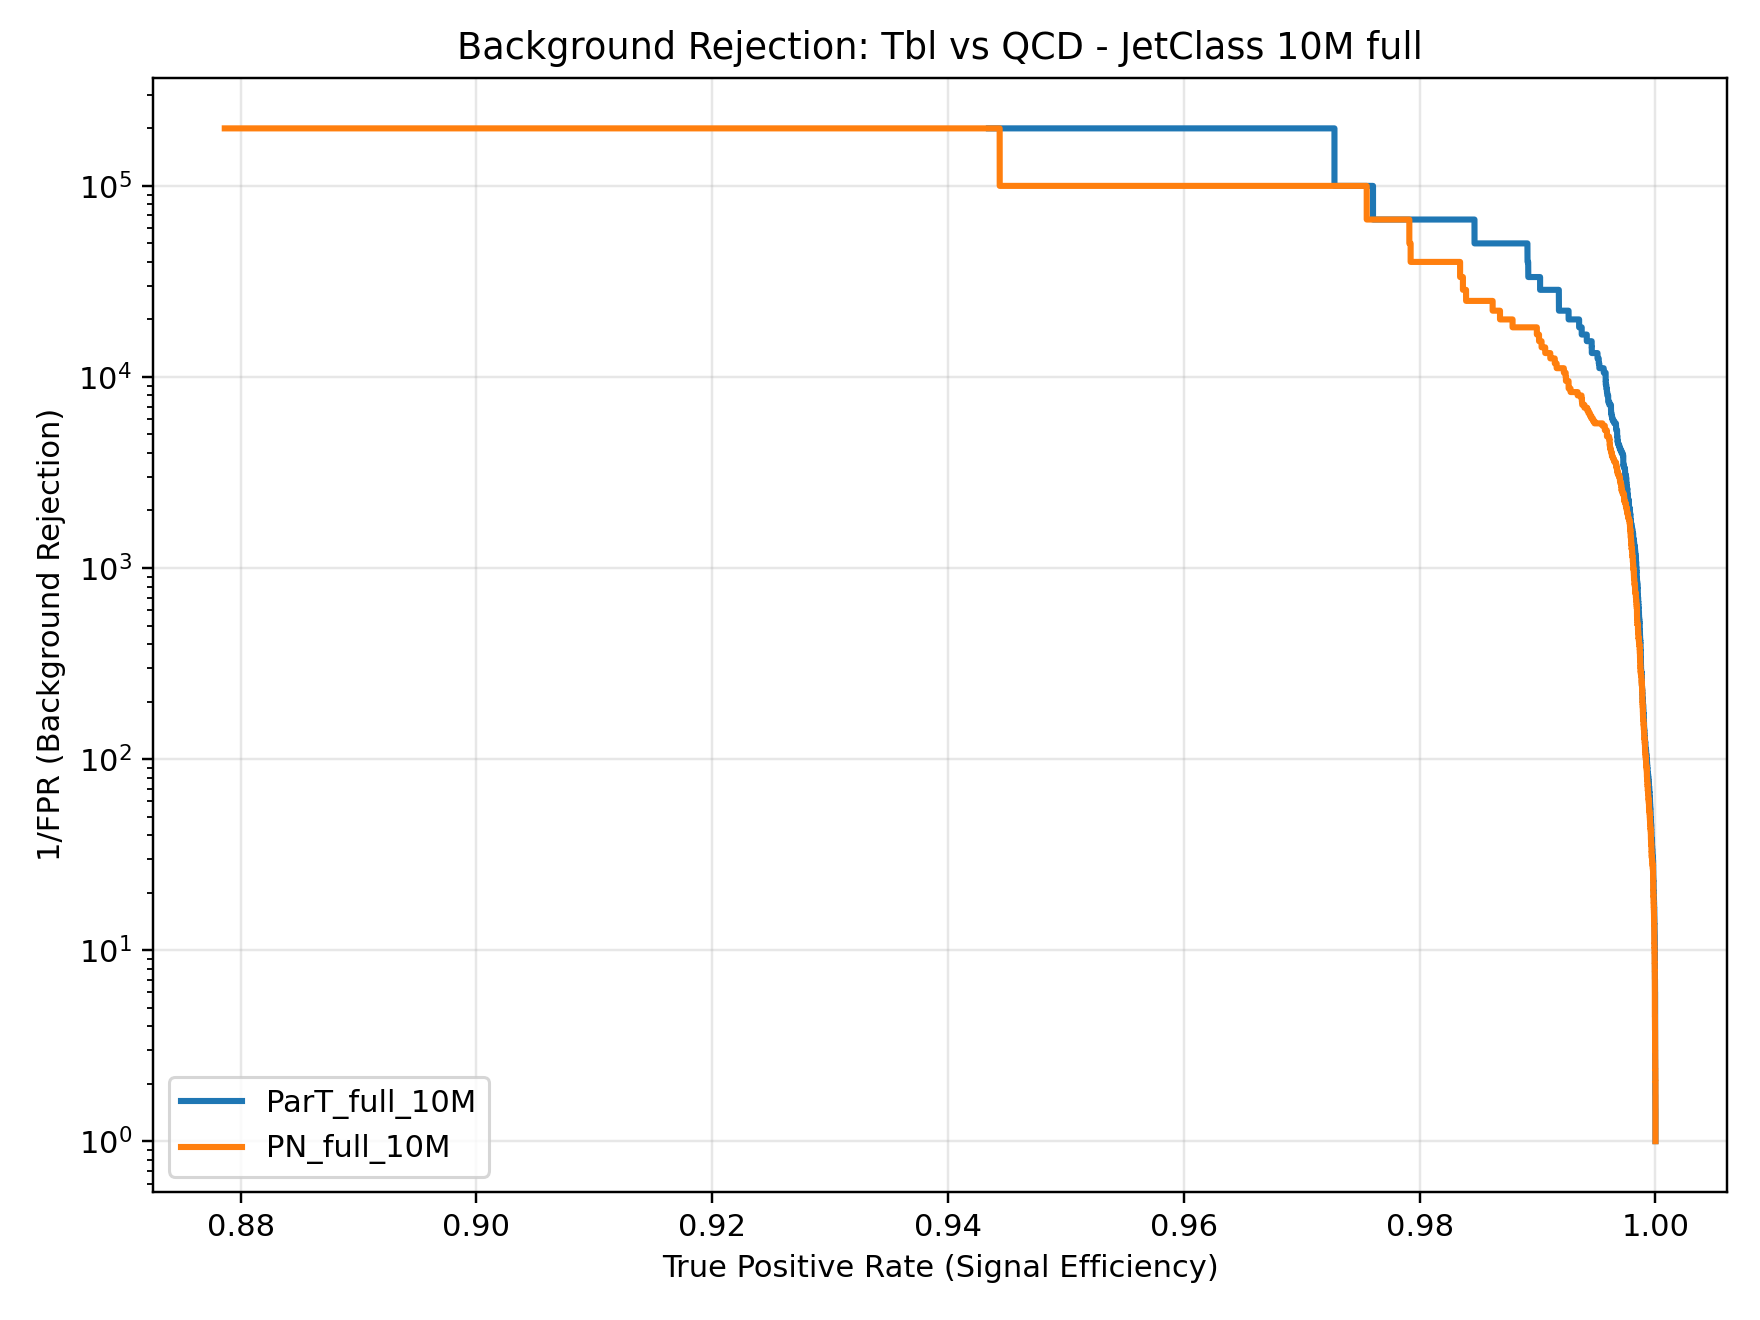 Background Rejection: Tbl vs QCD - JetClass 10M full
1/FPR (Background Rejection)
10⁵
10⁴
10³
10²
10¹
10⁰
ParT_full_10M
PN_full_10M
0.88 0.90 0.92 0.94 0.96 0.98 1.00
True Positive Rate (Signal Efficiency)